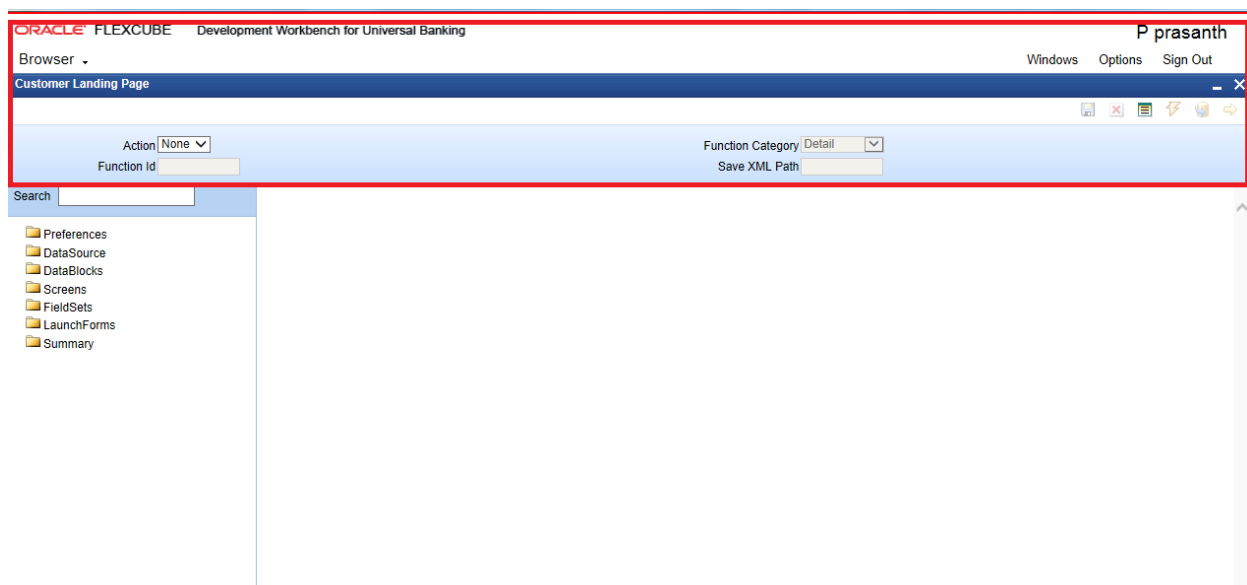 ORACLE FLEXCUBE Development Workbench for Universal Banking P prasanth
Browser Windows Options Sign Out
Customer Landing Page
Action None Function Category Detail
Function Id Save XML Path
Search
Preferences
DataSource
DataBlocks
Screens
FieldSets
LaunchForms
Summary